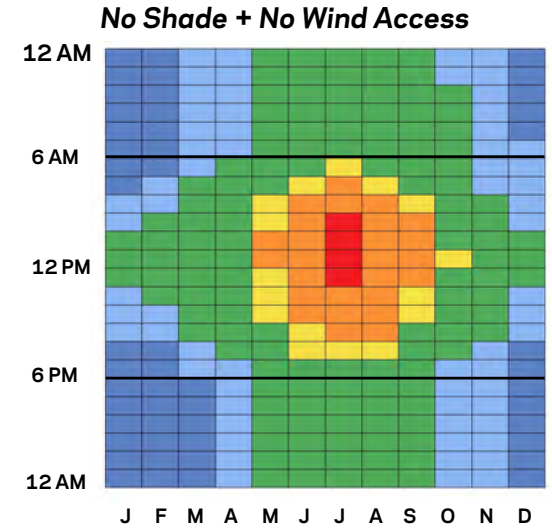 No Shade + No Wind Access
12 AM
6 AM
12 PM
6 PM
12 AM
J F M A M J J A S O N D